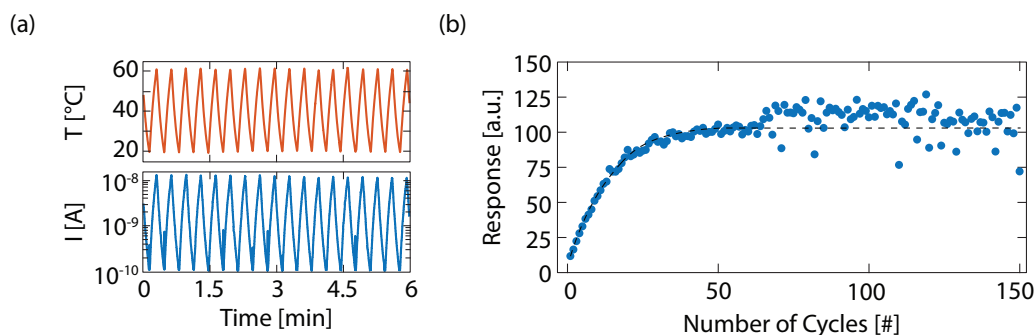 (a)
60
40
20
T [°C]
10-8
10-9
10-10
I [A]
0 1.5 3 4.5 6
Time [min]
(b)
150
125
100
75
50
25
0
Response [a.u.]
0 50 100 150
Number of Cycles [#]